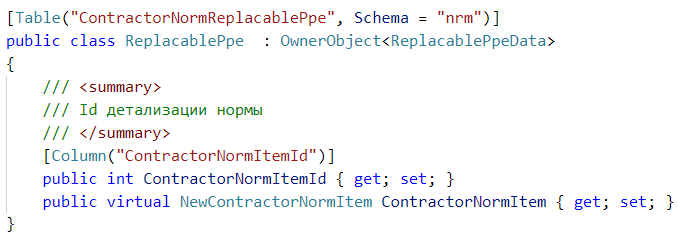 [Table("ContractorNormReplacablePpe", Schema = "nrm")]
public class ReplacablePpe  : OwnerObject<ReplacablePpeData>
{
    /// <summary>
    /// Id детализации нормы
    /// </summary>
    [Column("ContractorNormItemId")]
    public int ContractorNormItemId { get; set; }
    public virtual NewContractorNormItem ContractorNormItem { get; set; }
}